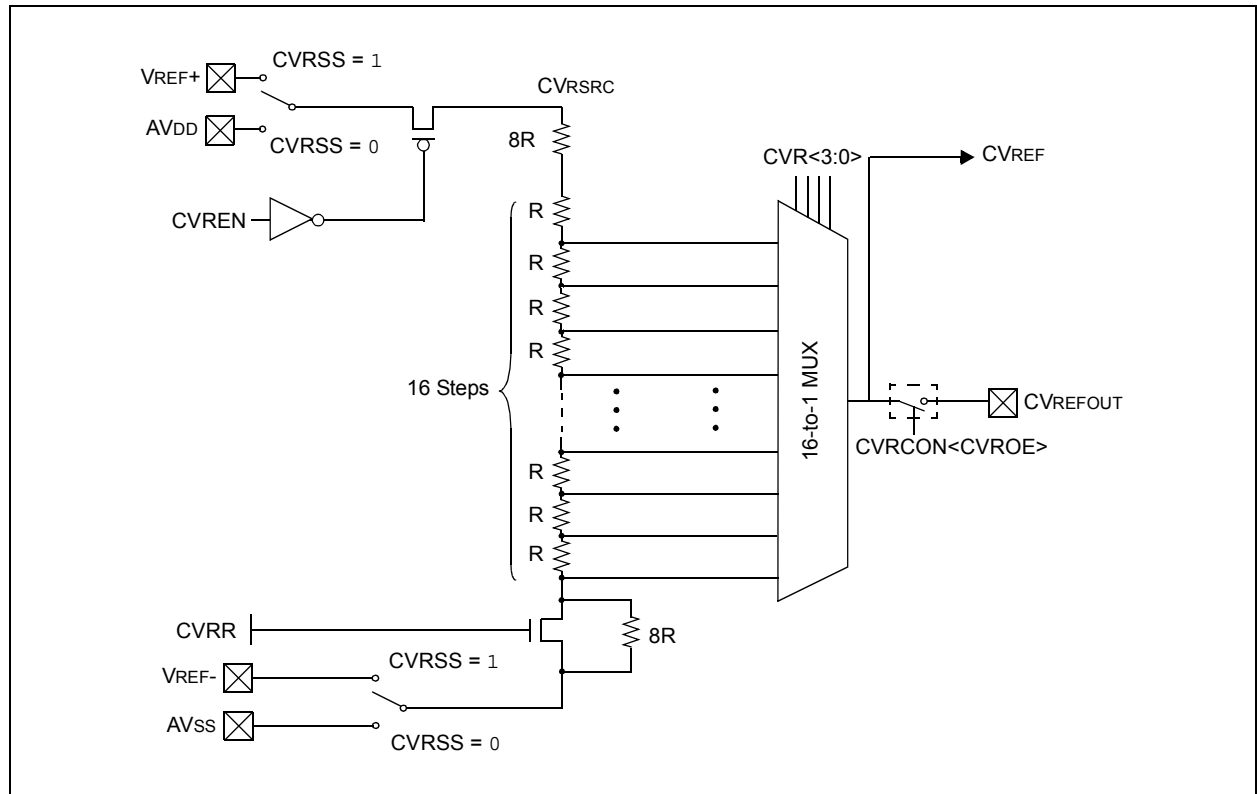 CVRSS = 1
VREF+
CVRSRC
AVDD
8R
CVRSS = 0
CVR<3:0>
CVREF
CVREN
R
R
R
R
16 Steps
16-to-1 MUX
CVREFOUT
CVRCON<CVROE>
R
R
R
CVRR
8R
CVRSS = 1
VREF-
AVSS
CVRSS = 0